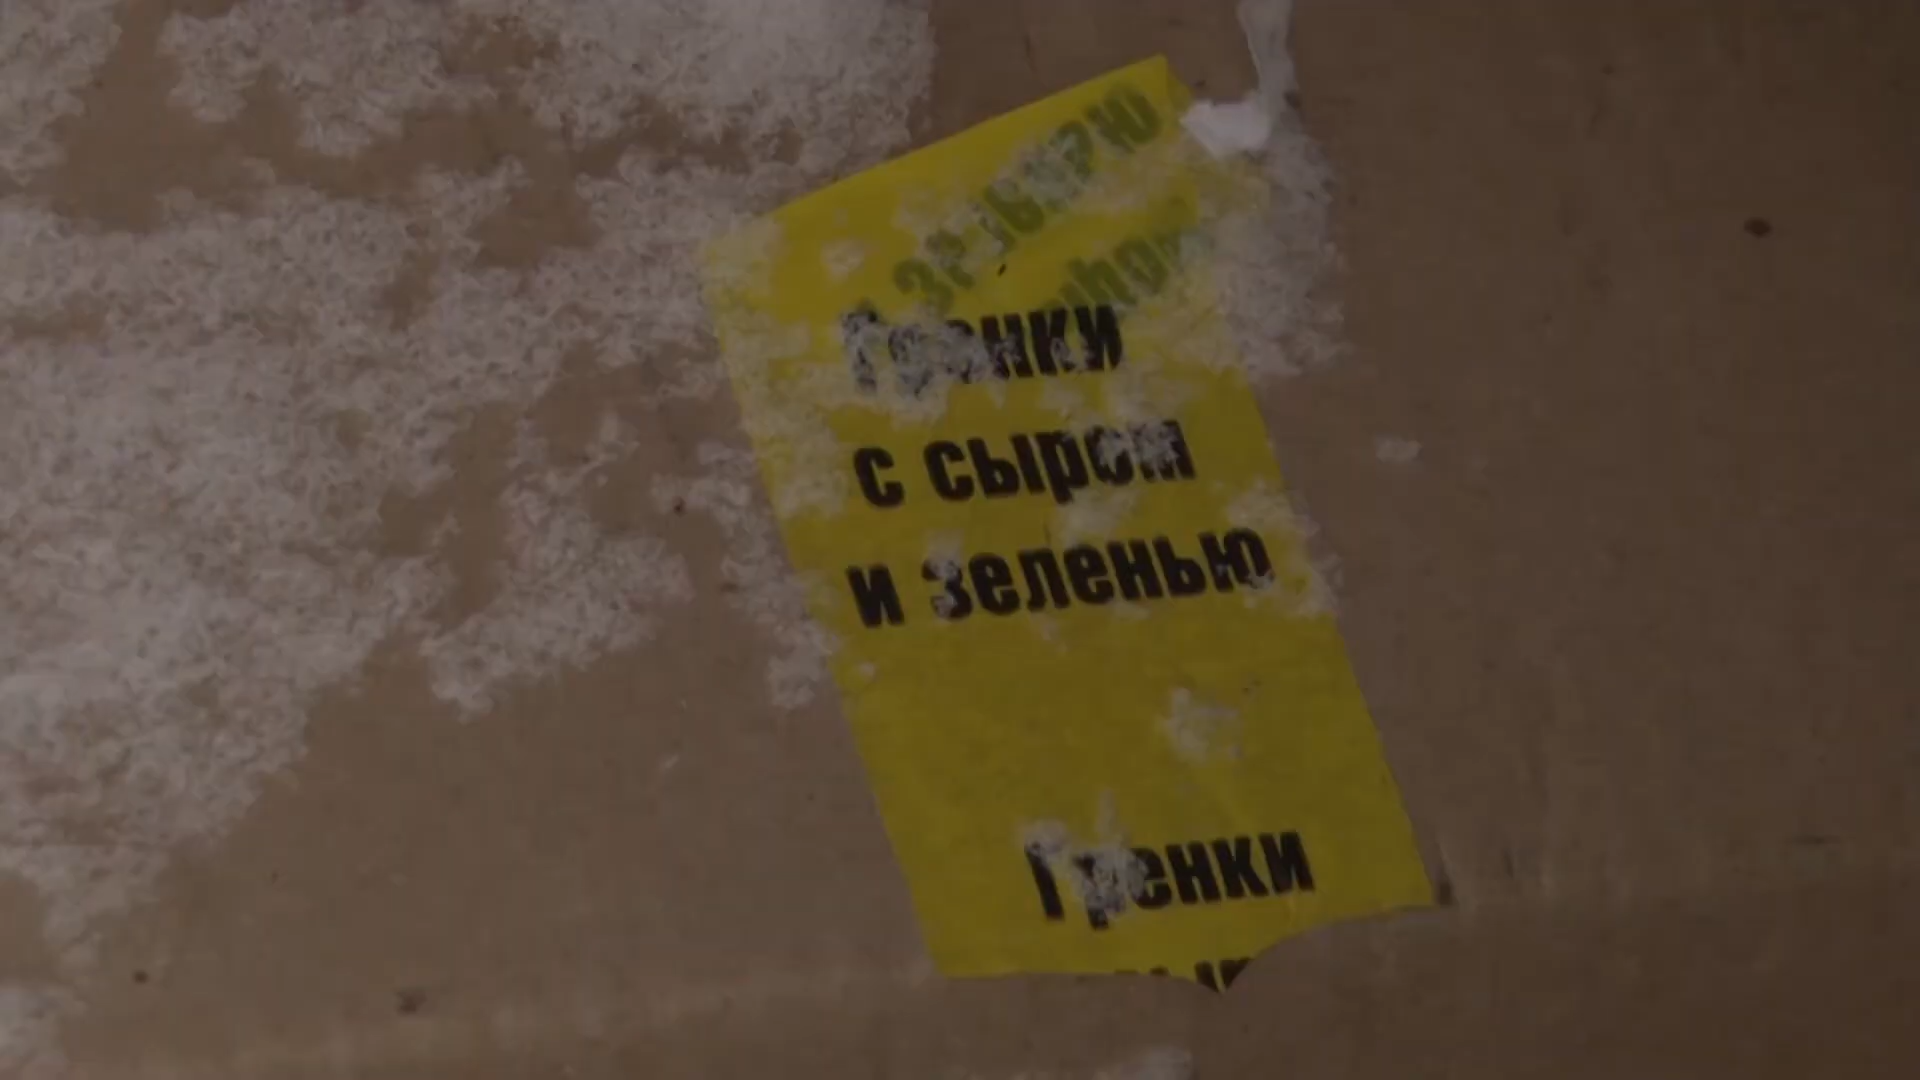 Гренки
с сыром
и зеленью
Гренки